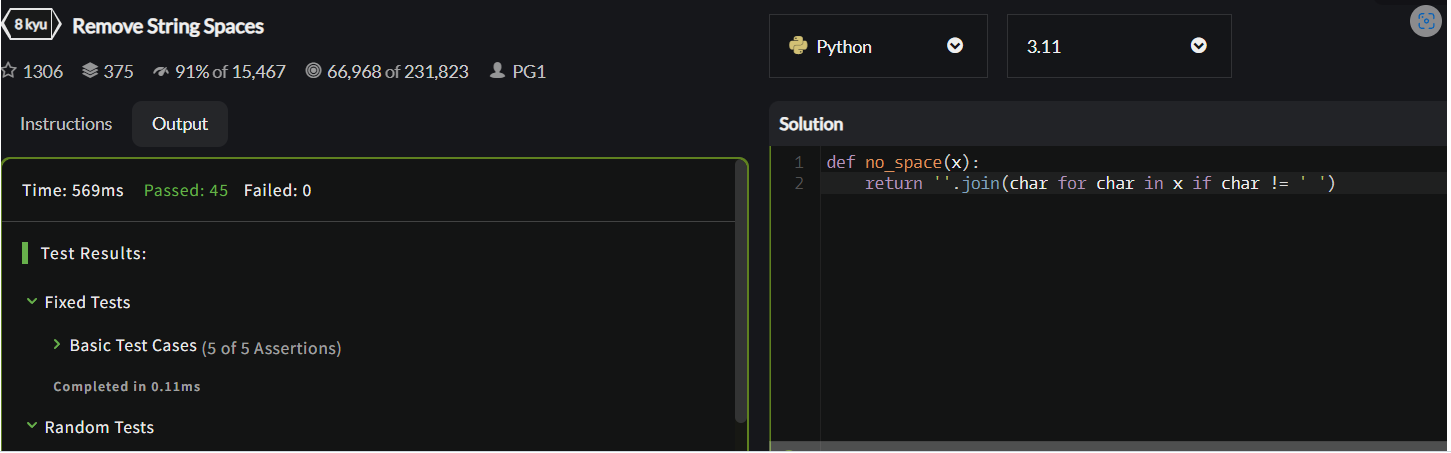 8 kyu Remove String Spaces
1306 375 91% of 15,467 66,968 of 231,823 PG1
Instructions Output
Time: 569ms Passed: 45 Failed: 0
Test Results:
Fixed Tests
Basic Test Cases (5 of 5 Assertions)
Completed in 0.11ms
Random Tests
Python 3.11
Solution
1 def no_space(x):
2     return ''.join(char for char in x if char != ' ')